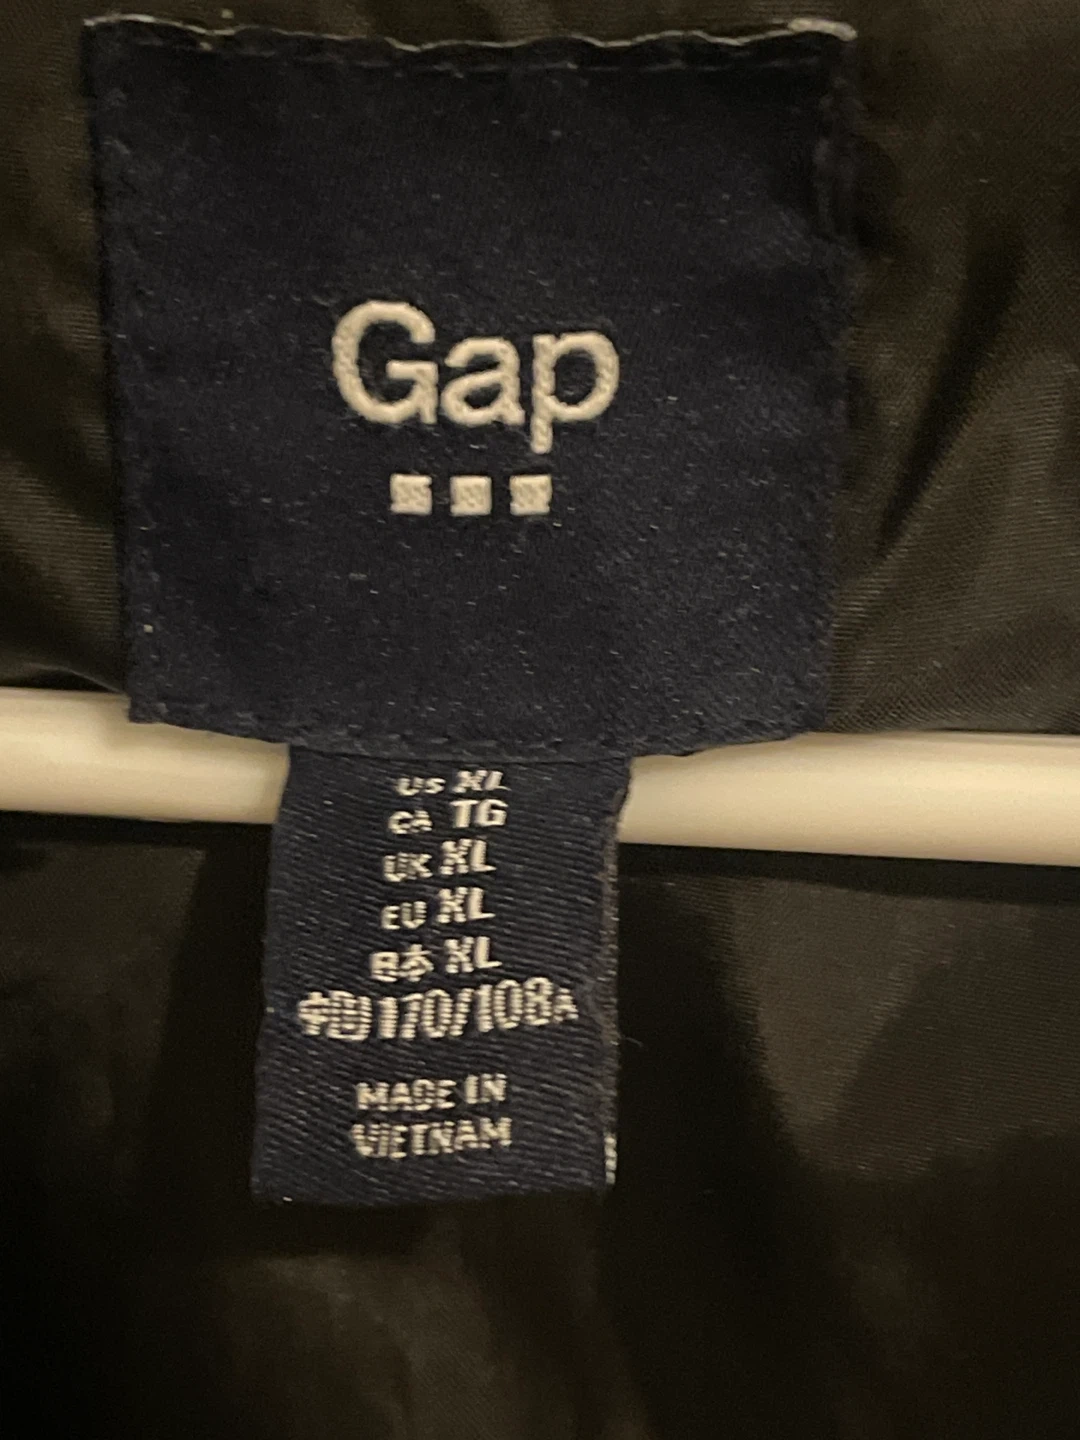 Gap
US XL
CA TG
UK XL
EU XL
日本 XL
中国 170/108A
MADE IN
VIETNAM